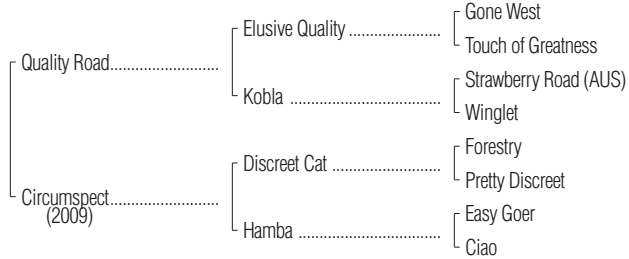 Gone West
Elusive Quality
Touch of Greatness
Quality Road
Strawberry Road (AUS)
Kobla
Winglet
Forestry
Discreet Cat
Pretty Discreet
Circumspect
(2009)
Easy Goer
Hamba
Ciao